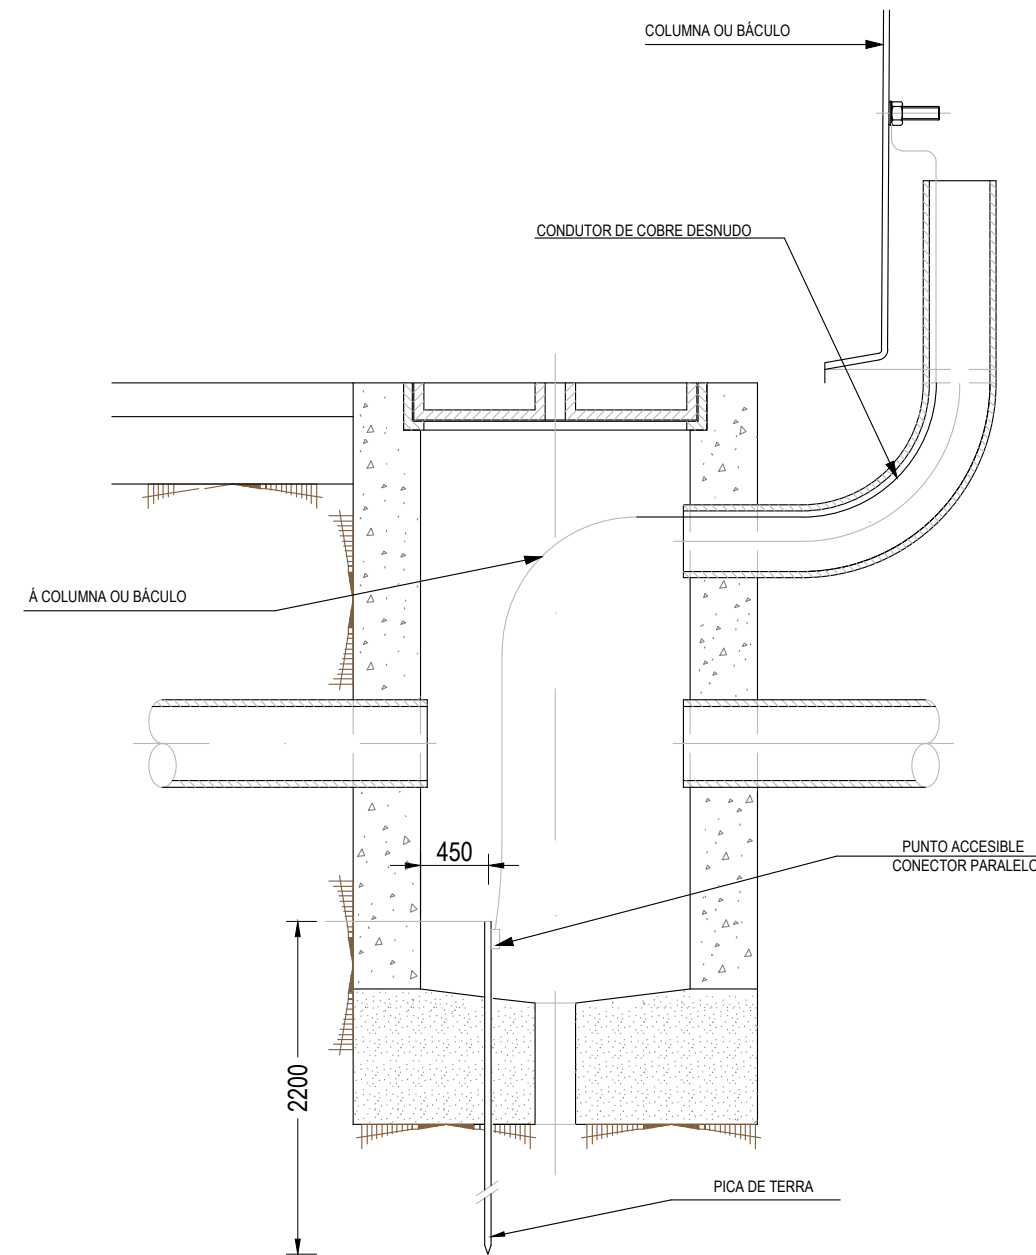 COLUMNA OU BÁCULO
CONDUTOR DE COBRE DESNUDO
Á COLUMNA OU BÁCULO
450
PUNTO ACCESIBLE
CONECTOR PARALELO
2200
PICA DE TERRA